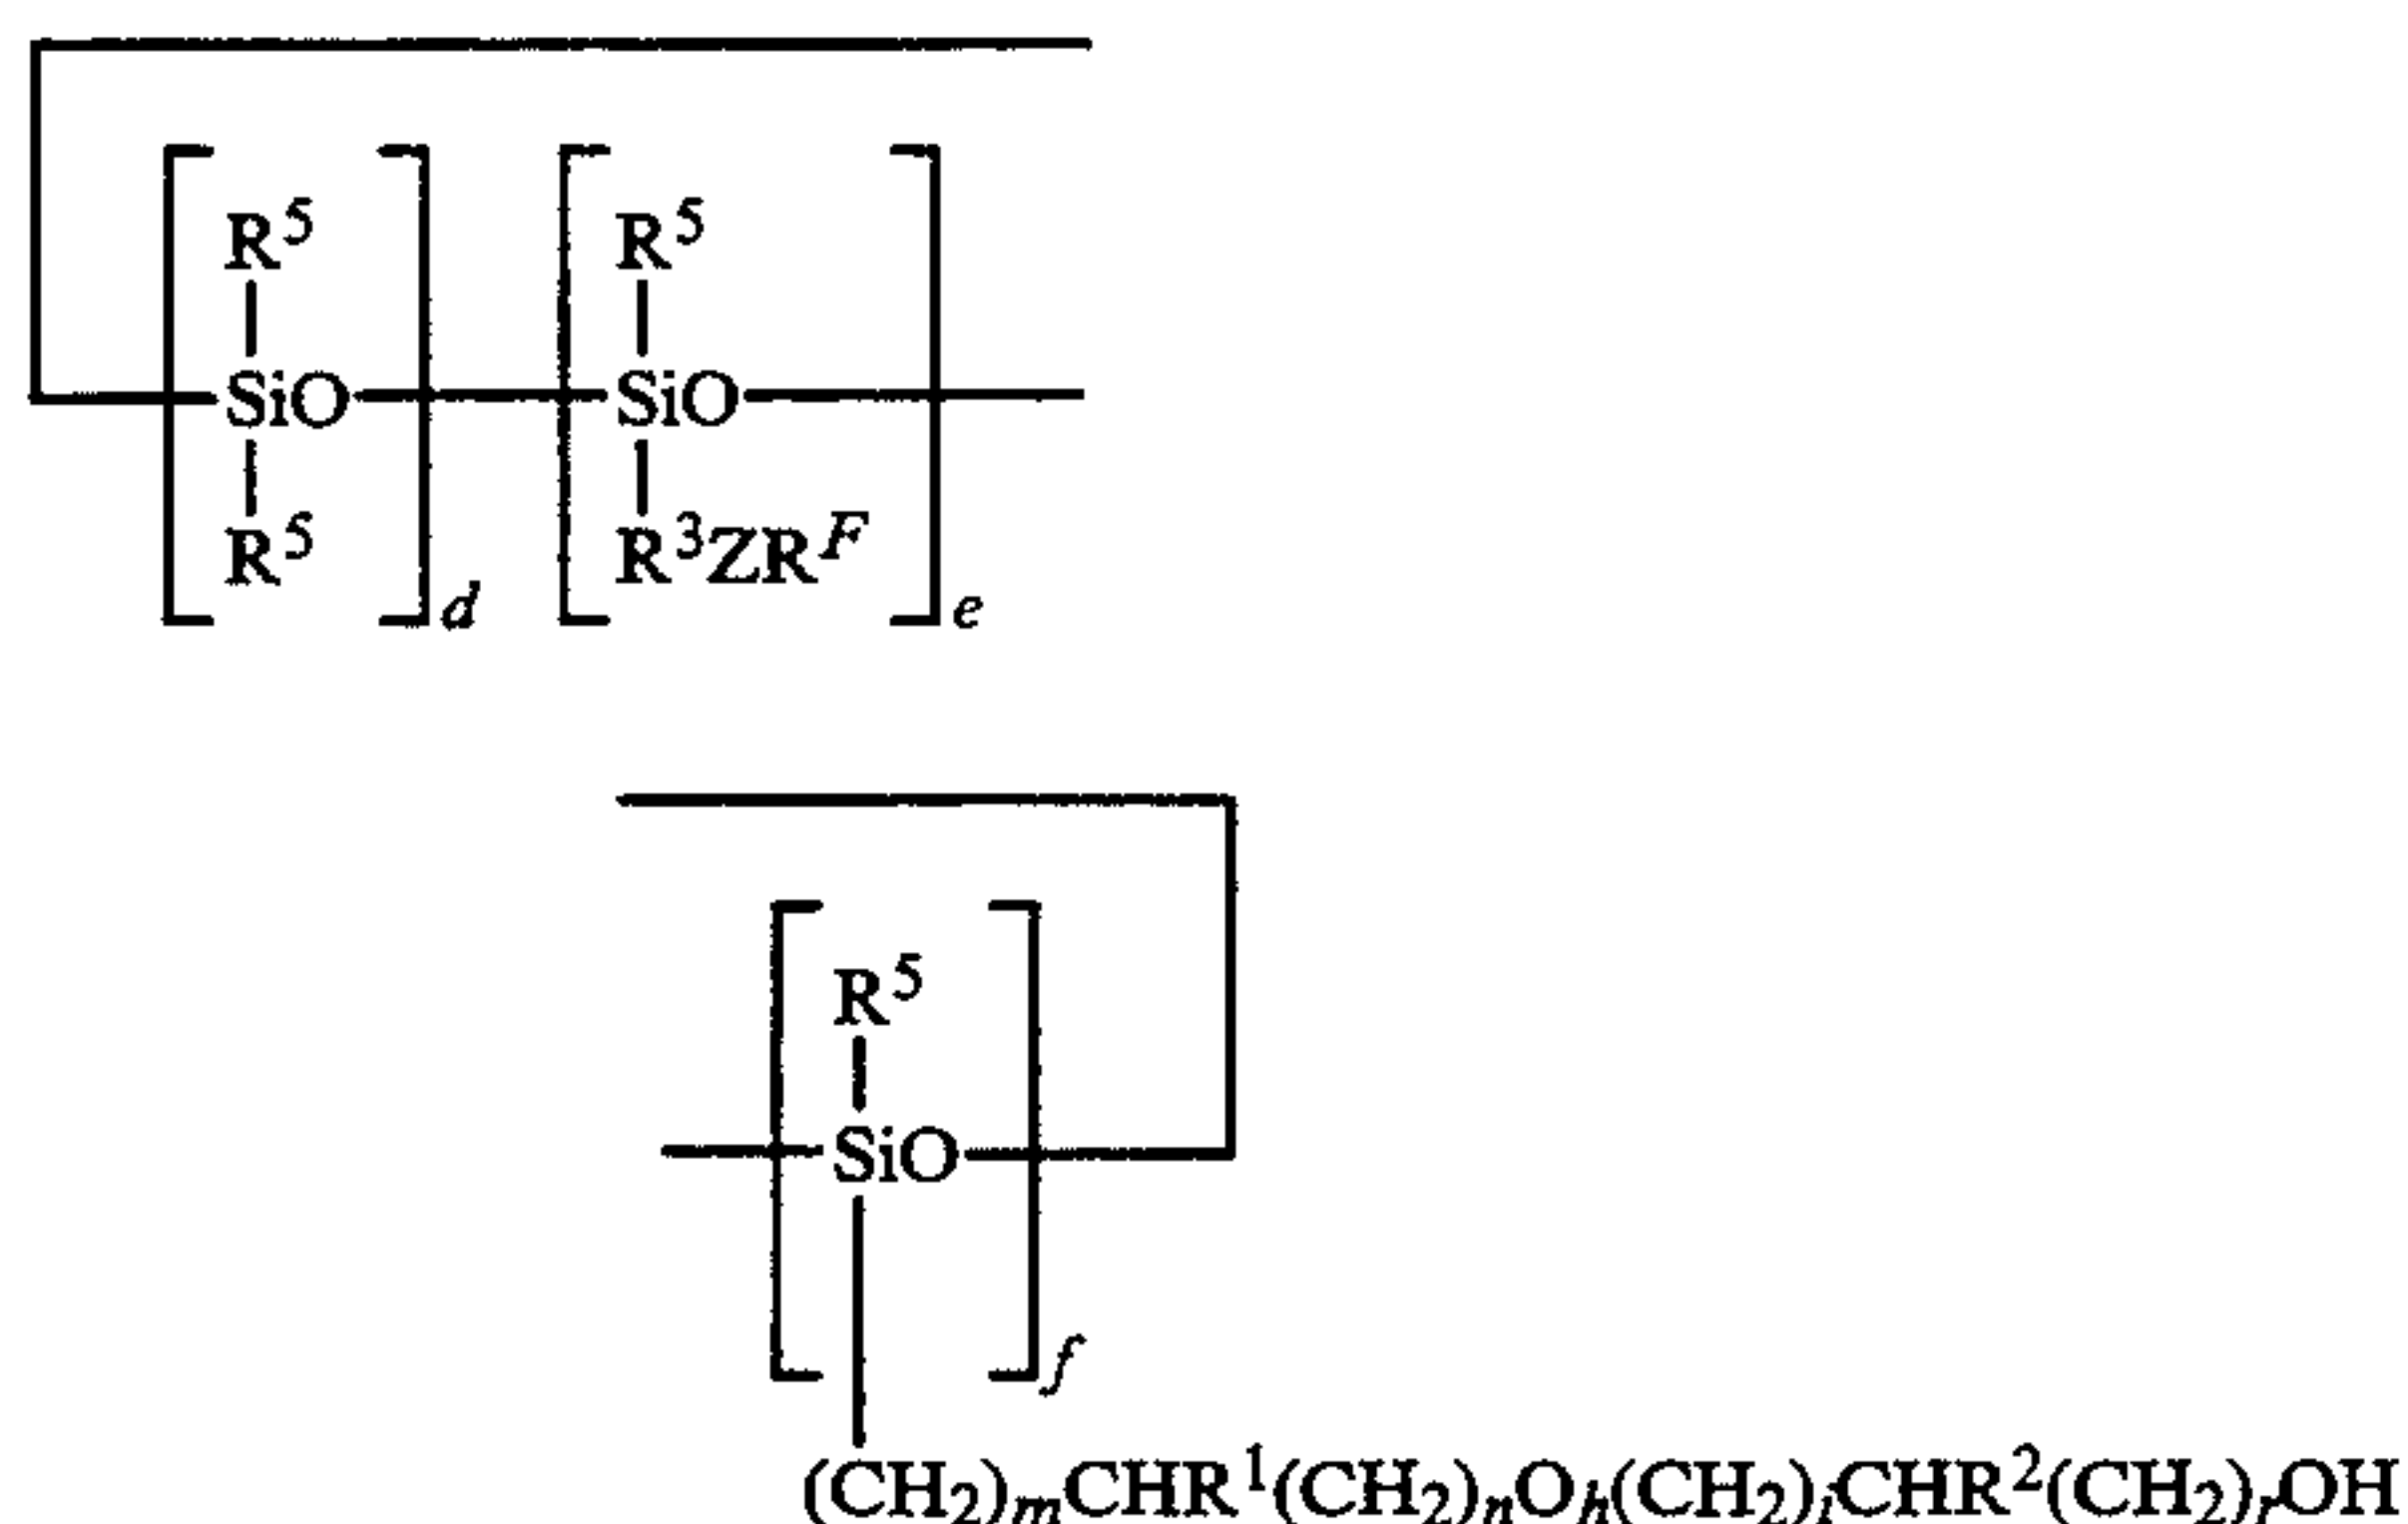 R⁵ R⁵
SiO SiO
R⁵ R³ZRᶠ
d e
R⁵
SiO
f
(CH₂)ₘCHR¹(CH₂)ₙOₕ(CH₂)ᵢCHR²(CH₂)ᵣOH